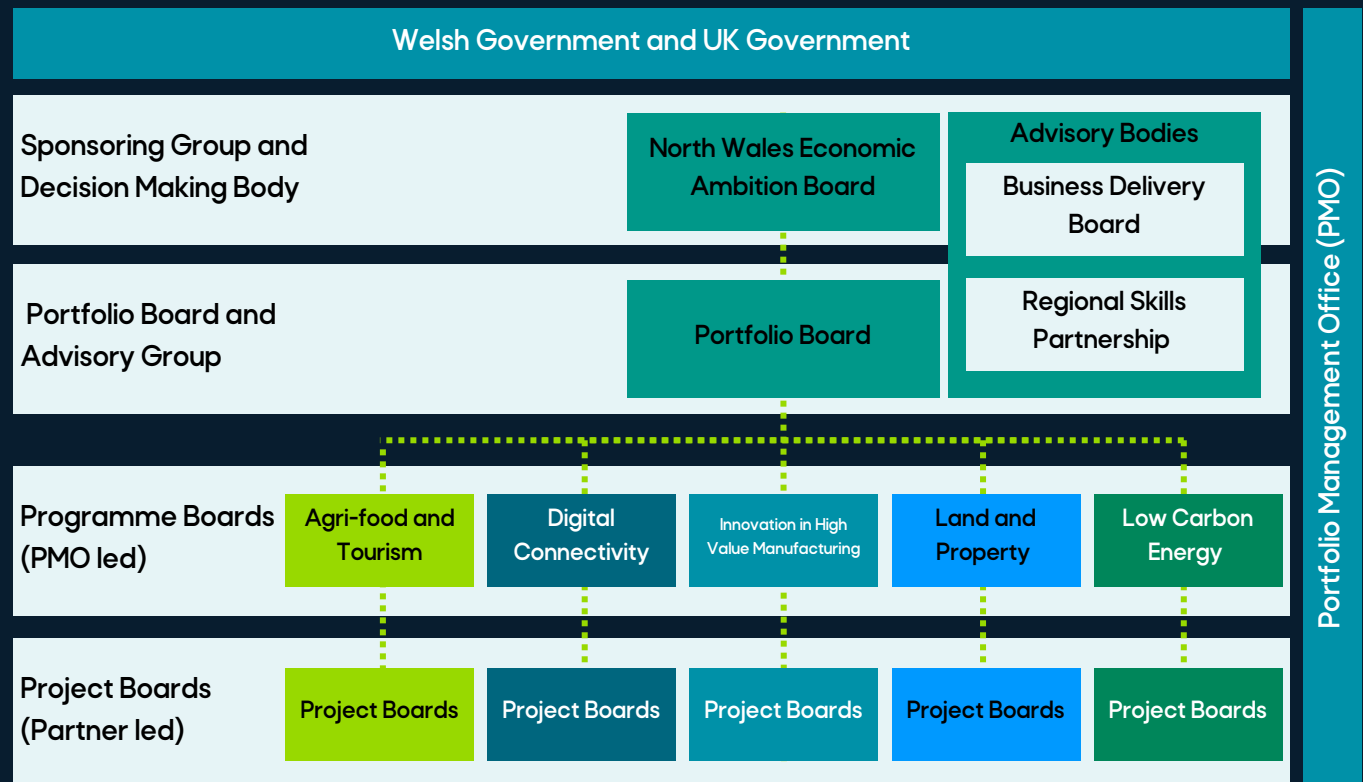 Welsh Government and UK Government
Sponsoring Group and
Decision Making Body
North Wales Economic
Ambition Board
Advisory Bodies
Business Delivery
Board
Portfolio Board and
Advisory Group
Portfolio Board
Regional Skills
Partnership
Programme Boards
(PMO led)
Agri-food and
Tourism
Digital
Connectivity
Innovation in High
Value Manufacturing
Land and
Property
Low Carbon
Energy
Project Boards
(Partner led)
Project Boards
Project Boards
Project Boards
Project Boards
Project Boards
Portfolio Management Office (PMO)